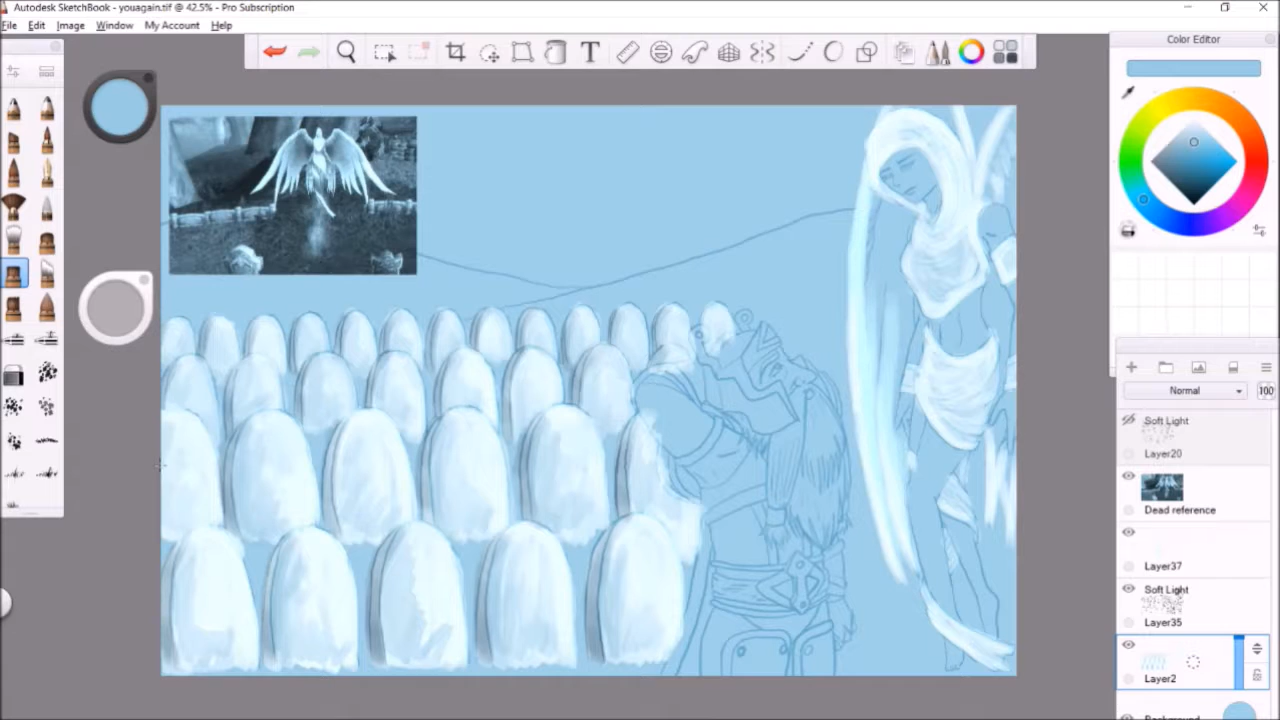 Autodesk SketchBook - youagain.tif @ 42.5% - Pro Subscription
File Edit Image Window My Account Help
Color Editor
Normal 100
Soft Light
Layer20
Dead reference
Layer37
Soft Light
Layer35
Layer2
Background